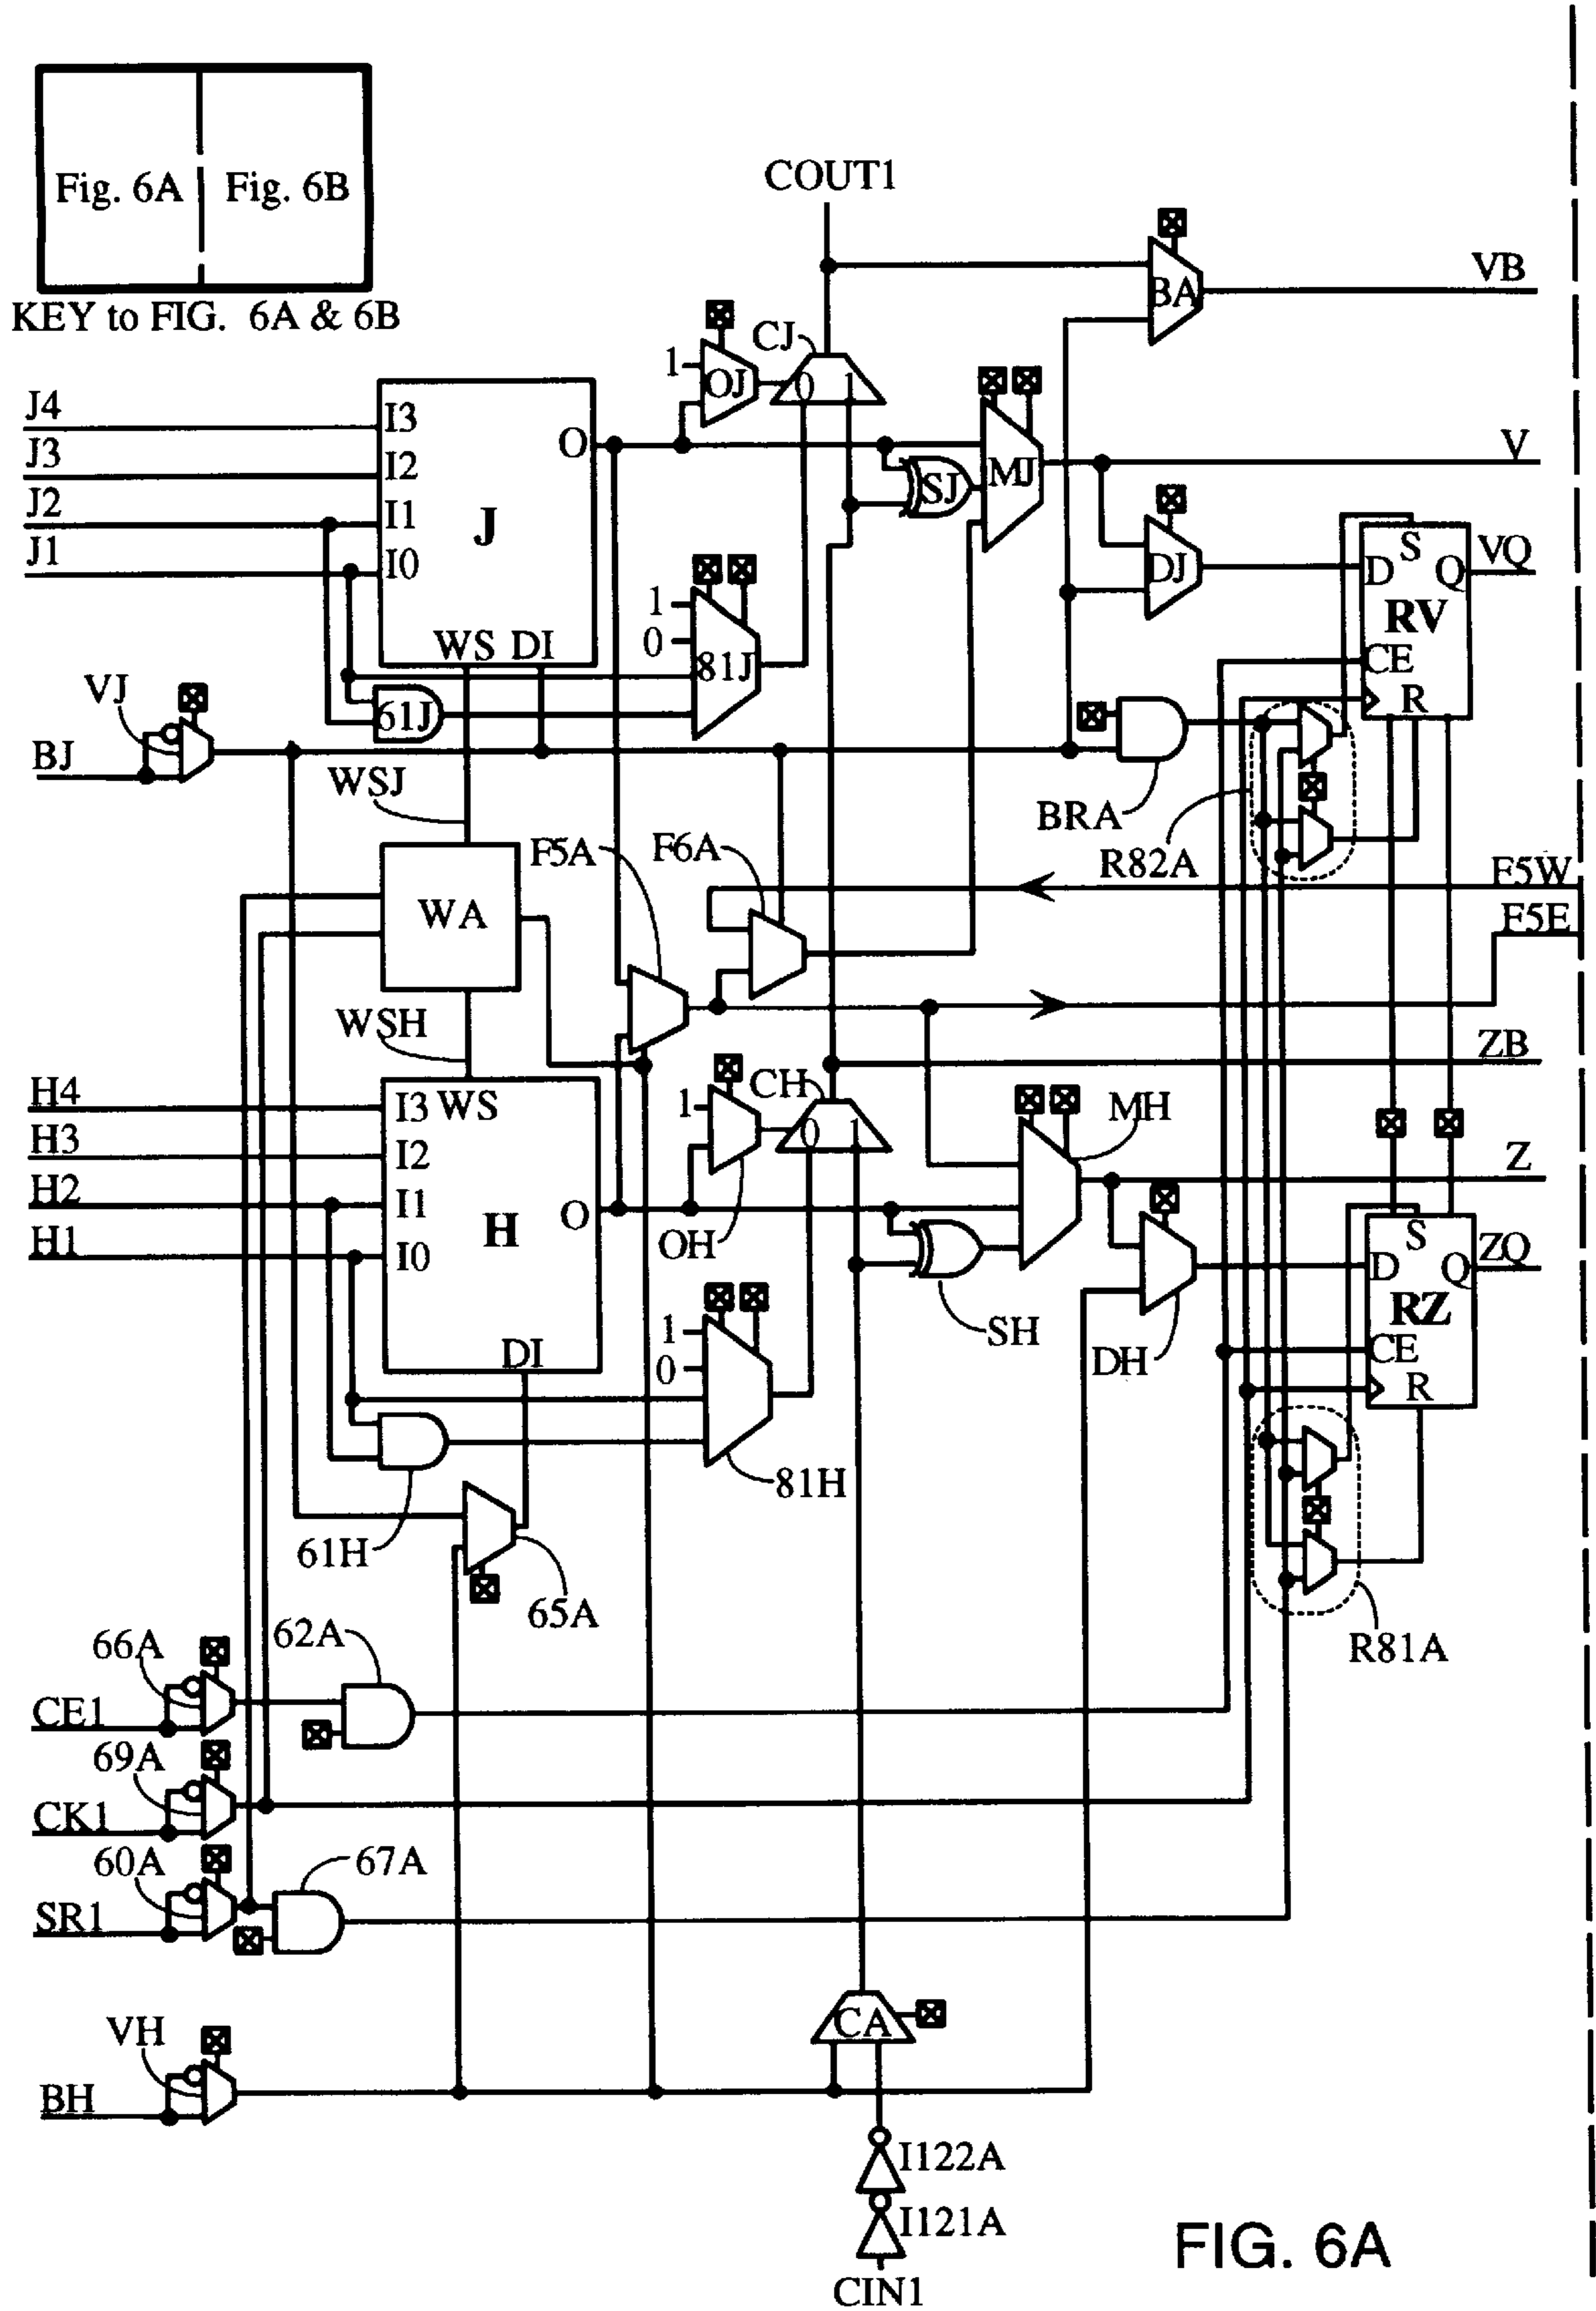 Fig. 6A Fig. 6B
KEY to FIG. 6A & 6B
COUT1
VB
BA
CJ
1
OJ
0 1
J4
J3
J2
J1
I3
I2
I1
I0
O
J
WS DI
SJ
MJ
V
DJ
S
D Q
VQ
RV
CE
R
1
0
81J
61J
VJ
BJ
WSJ
BRA
R82A
F5A
F6A
F5W
F5E
WA
WSH
ZB
H4
H3
H2
H1
I3 WS
I2
I1
I0
O
H
DI
1
OH
CH
0 1
MH
Z
SH
DH
S
D Q
ZQ
RZ
CE
R
1
0
81H
61H
65A
R81A
66A
62A
CE1
69A
CK1
60A
67A
SR1
VH
BH
CA
I122A
I121A
CIN1
FIG. 6A